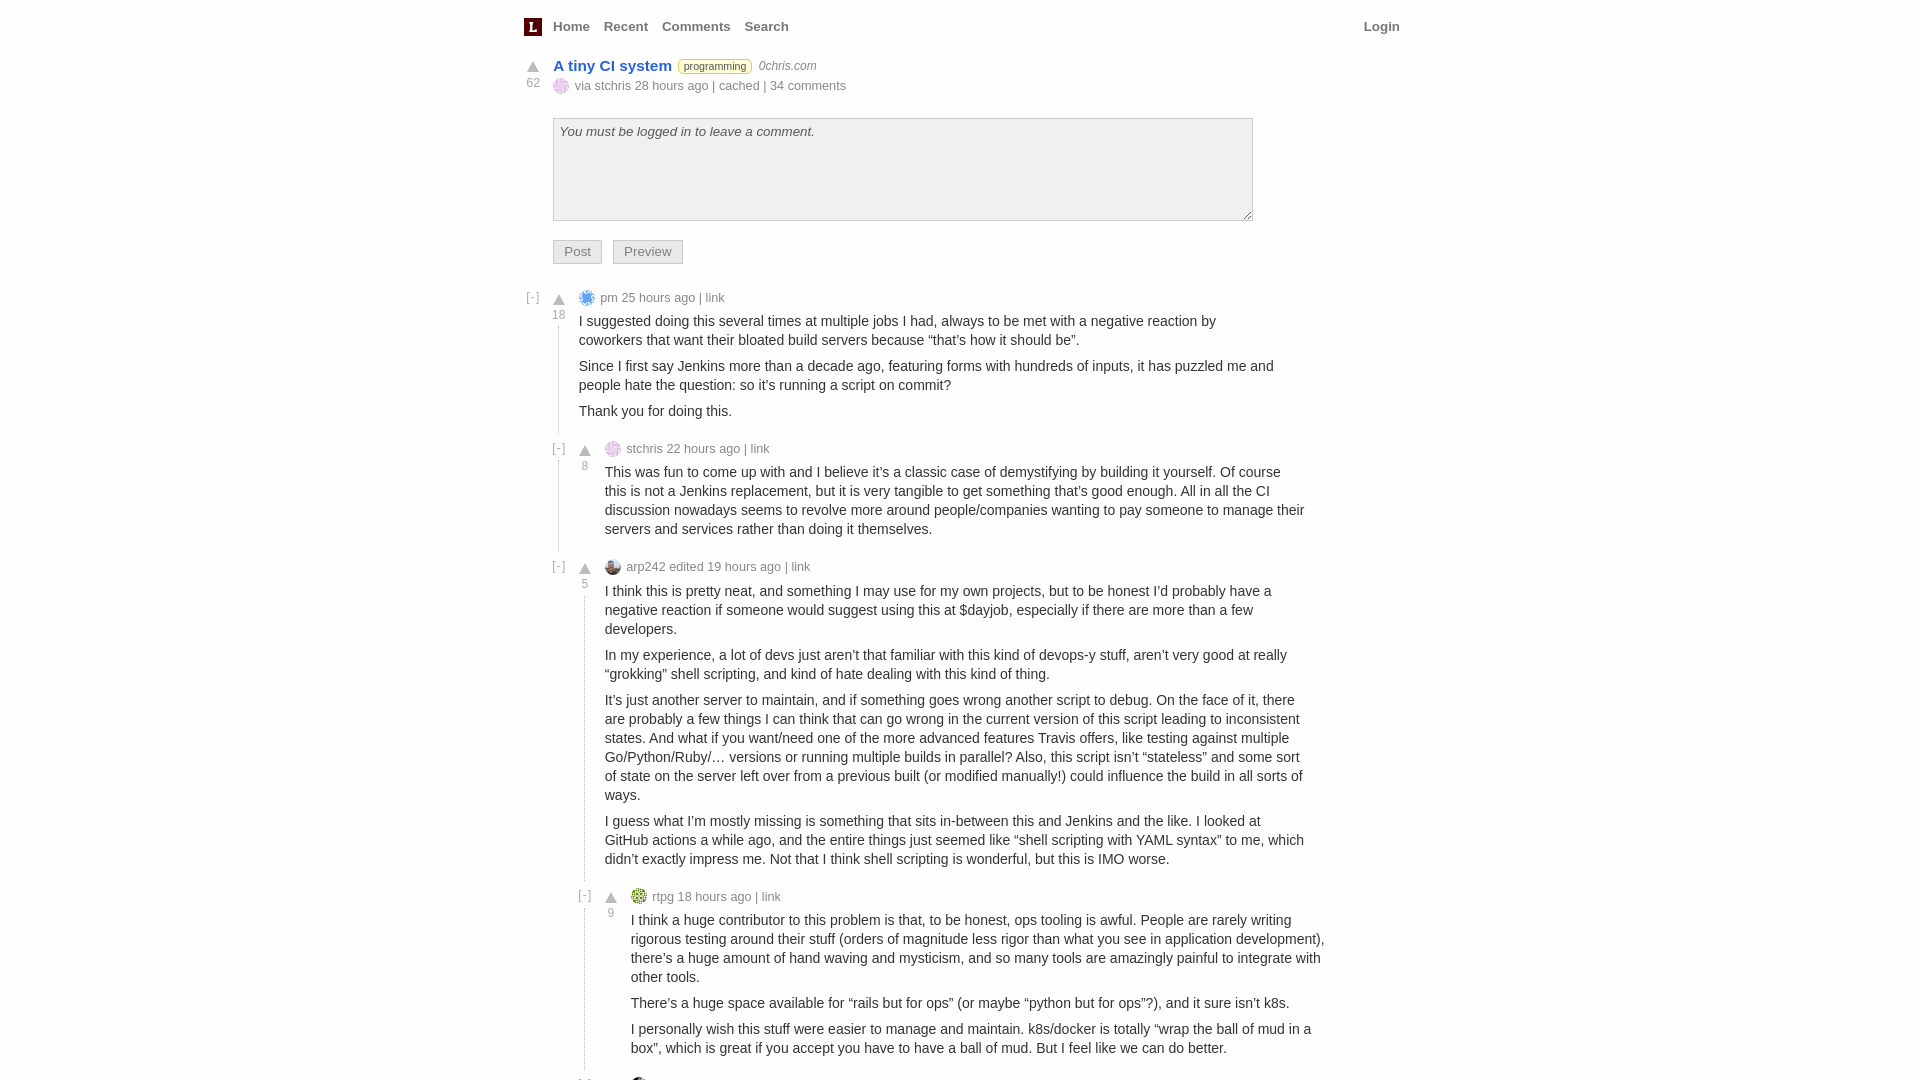 L Home Recent Comments Search Login
A tiny CI system programming 0chris.com
62
via stchris 28 hours ago | cached | 34 comments
You must be logged in to leave a comment.
Post Preview
[-] pm 25 hours ago | link
18
I suggested doing this several times at multiple jobs I had, always to be met with a negative reaction by
coworkers that want their bloated build servers because “that’s how it should be”.
Since I first say Jenkins more than a decade ago, featuring forms with hundreds of inputs, it has puzzled me and
people hate the question: so it’s running a script on commit?
Thank you for doing this.
[-] stchris 22 hours ago | link
8
This was fun to come up with and I believe it’s a classic case of demystifying by building it yourself. Of course
this is not a Jenkins replacement, but it is very tangible to get something that’s good enough. All in all the CI
discussion nowadays seems to revolve more around people/companies wanting to pay someone to manage their
servers and services rather than doing it themselves.
[-] arp242 edited 19 hours ago | link
5
I think this is pretty neat, and something I may use for my own projects, but to be honest I’d probably have a
negative reaction if someone would suggest using this at $dayjob, especially if there are more than a few
developers.
In my experience, a lot of devs just aren’t that familiar with this kind of devops-y stuff, aren’t very good at really
“grokking” shell scripting, and kind of hate dealing with this kind of thing.
It’s just another server to maintain, and if something goes wrong another script to debug. On the face of it, there
are probably a few things I can think that can go wrong in the current version of this script leading to inconsistent
states. And what if you want/need one of the more advanced features Travis offers, like testing against multiple
Go/Python/Ruby/… versions or running multiple builds in parallel? Also, this script isn’t “stateless” and some sort
of state on the server left over from a previous built (or modified manually!) could influence the build in all sorts of
ways.
I guess what I’m mostly missing is something that sits in-between this and Jenkins and the like. I looked at
GitHub actions a while ago, and the entire things just seemed like “shell scripting with YAML syntax” to me, which
didn’t exactly impress me. Not that I think shell scripting is wonderful, but this is IMO worse.
[-] rtpg 18 hours ago | link
9
I think a huge contributor to this problem is that, to be honest, ops tooling is awful. People are rarely writing
rigorous testing around their stuff (orders of magnitude less rigor than what you see in application development),
there’s a huge amount of hand waving and mysticism, and so many tools are amazingly painful to integrate with
other tools.
There’s a huge space available for “rails but for ops” (or maybe “python but for ops”?), and it sure isn’t k8s.
I personally wish this stuff were easier to manage and maintain. k8s/docker is totally “wrap the ball of mud in a
box”, which is great if you accept you have to have a ball of mud. But I feel like we can do better.